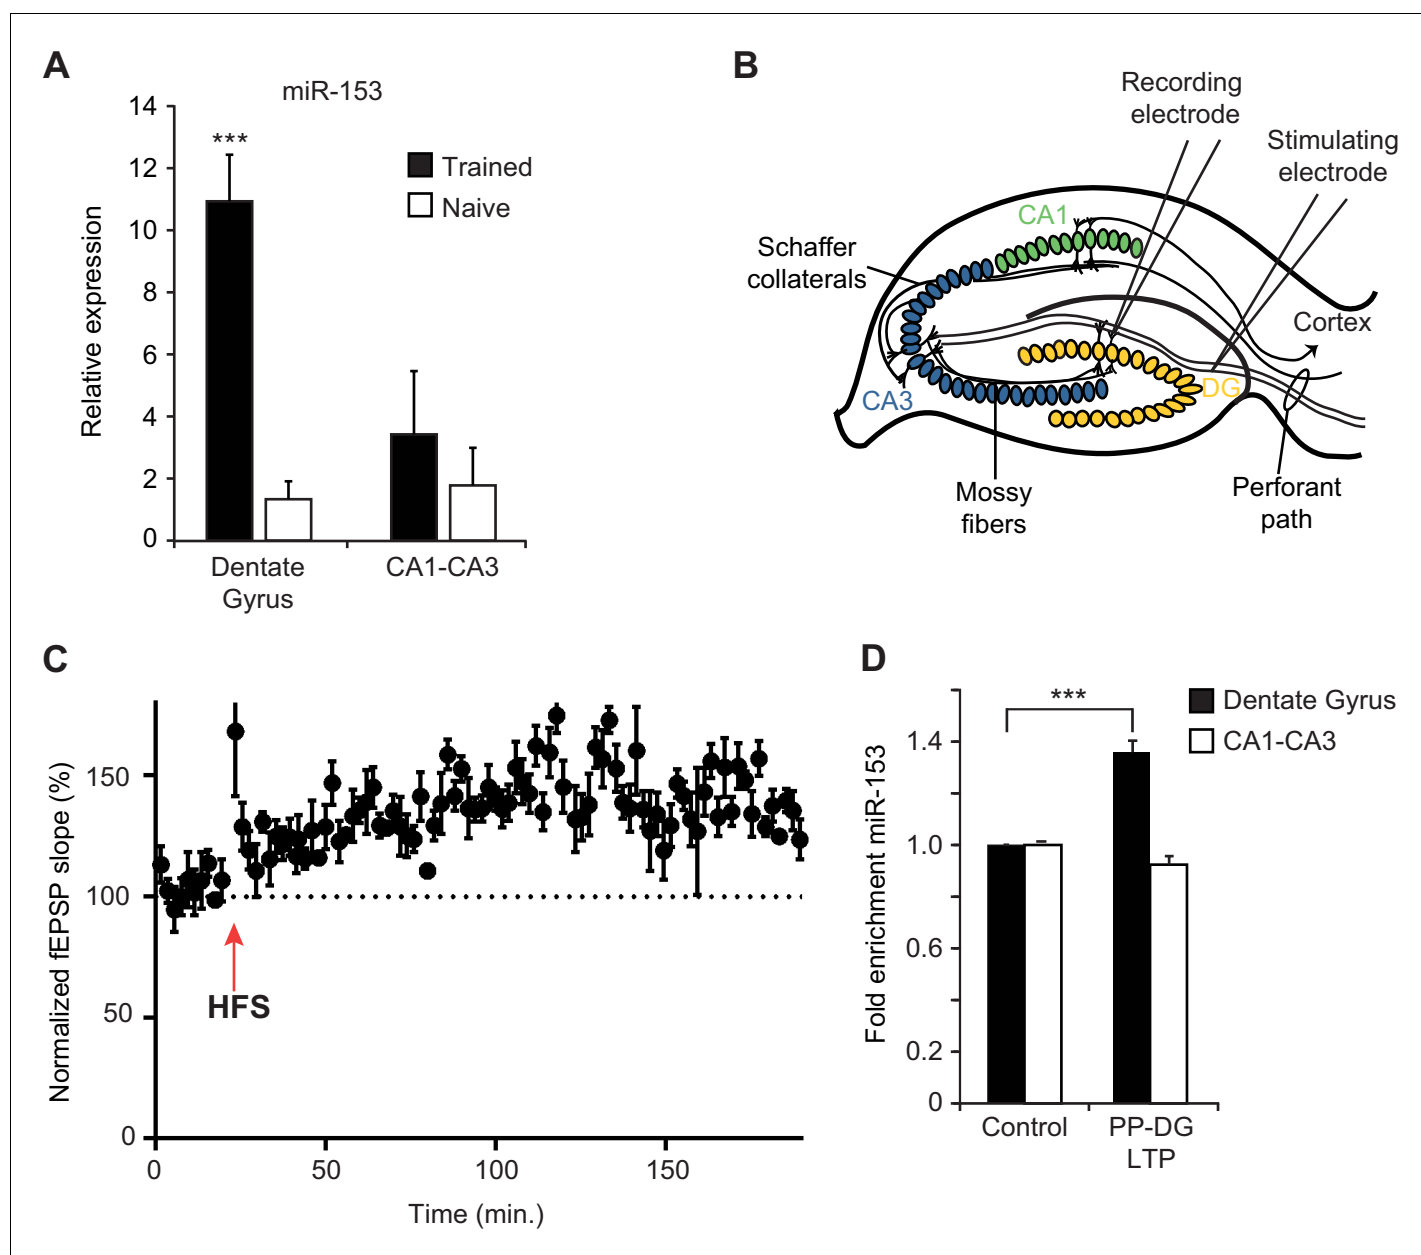 A
miR-153
Relative expression
14
12
10
8
6
4
2
0
***
Trained
Naive
Dentate
Gyrus
CA1-CA3
B
Recording
electrode
Stimulating
electrode
CA1
Schaffer
collaterals
Cortex
CA3
DG
Mossy
fibers
Perforant
path
C
Normalized fEPSP slope (%)
150
100
50
0
HFS
0
50
100
150
Time (min.)
D
Fold enrichment miR-153
1.4
1.0
0.6
0.2
0
***
Dentate Gyrus
CA1-CA3
Control
PP-DG
LTP